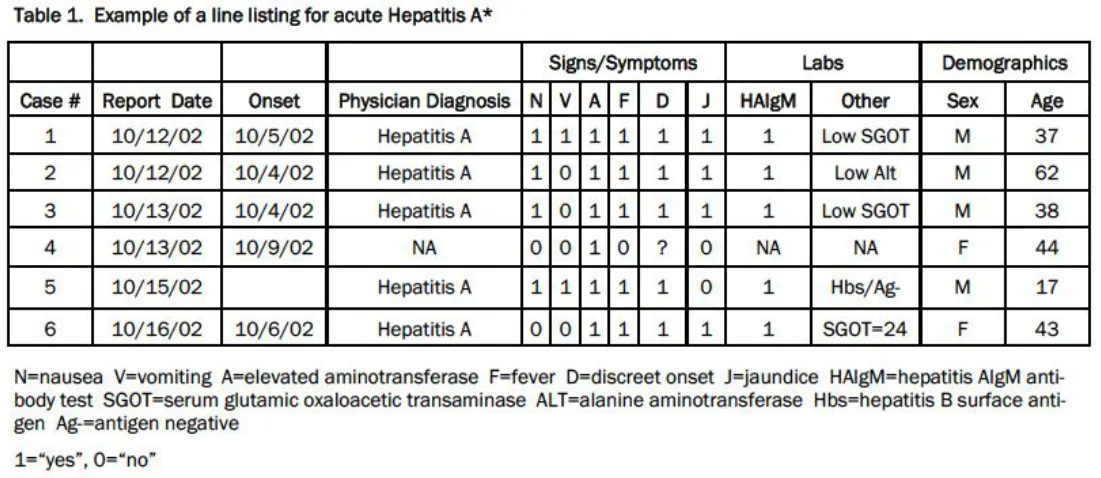 Table 1. Example of a line listing for acute Hepatitis A*
Signs/Symptoms Labs Demographics
Case # Report Date Onset Physician Diagnosis N V A F D J HAIgM Other Sex Age
1 10/12/02 10/5/02 Hepatitis A 1 1 1 1 1 1 1 Low SGOT M 37
2 10/12/02 10/4/02 Hepatitis A 1 0 1 1 1 1 1 Low Alt M 62
3 10/13/02 10/4/02 Hepatitis A 1 0 1 1 1 1 1 Low SGOT M 38
4 10/13/02 10/9/02 NA 0 0 1 0 ? 0 NA NA F 44
5 10/15/02 Hepatitis A 1 1 1 1 1 0 1 Hbs/Ag- M 17
6 10/16/02 10/6/02 Hepatitis A 0 0 1 1 1 1 1 SGOT=24 F 43
N=nausea V=vomiting A=elevated aminotransferase F=fever D=discreet onset J=jaundice HAIgM=hepatitis AIgM anti-
body test SGOT=serum glutamic oxaloacetic transaminase ALT=alanine aminotransferase Hbs=hepatitis B surface anti-
gen Ag-=antigen negative
1=“yes”, 0=“no”